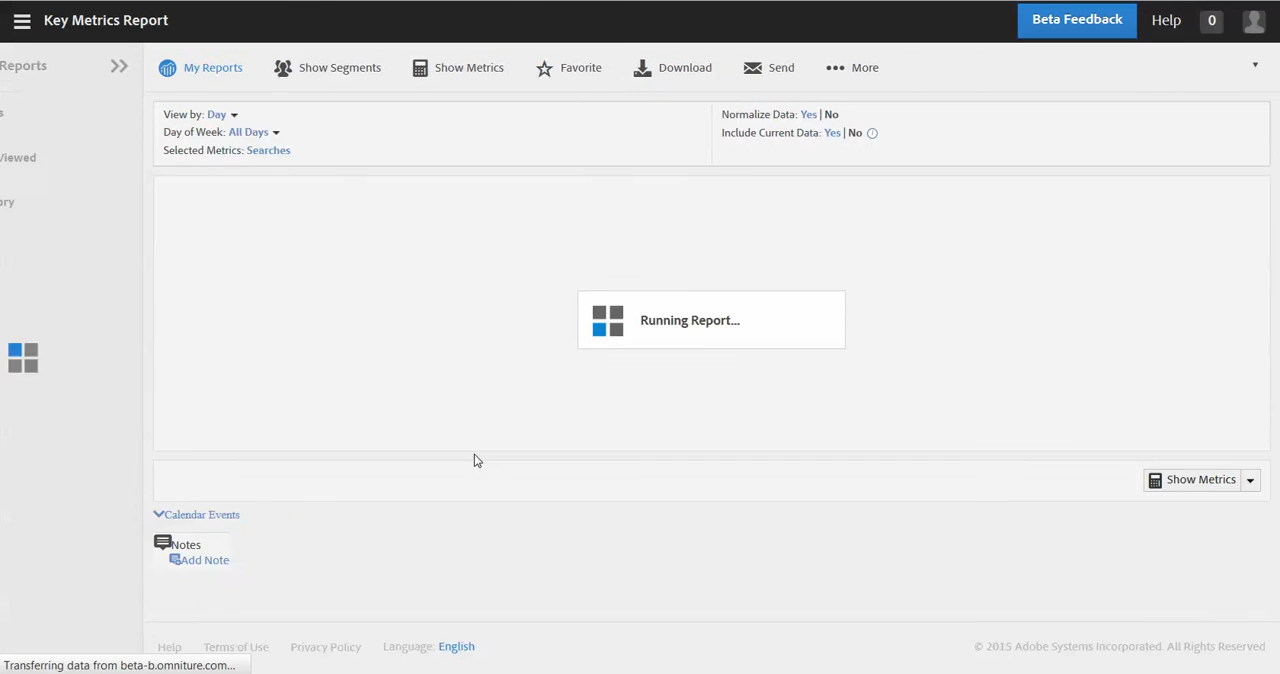 Key Metrics Report
Beta Feedback Help 0
Reports
My Reports Show Segments Show Metrics Favorite Download Send More
View by: Day
Day of Week: All Days
Selected Metrics: Searches
Normalize Data: Yes | No
Include Current Data: Yes | No
Viewed
ory
Running Report...
Show Metrics
Calendar Events
Notes
Add Note
Help Terms of Use Privacy Policy Language: English
© 2015 Adobe Systems Incorporated. All Rights Reserved
Transferring data from beta-b.omniture.com...